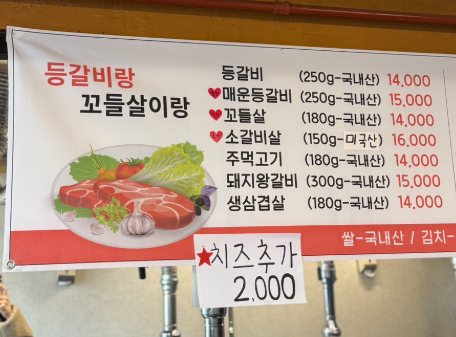 등갈비랑
꼬들살이랑
등갈비 (250g-국내산) 14,000
매운등갈비 (250g-국내산) 15,000
꼬들살 (180g-국내산) 14,000
소갈비살 (150g-미국산) 16,000
주먹고기 (180g-국내산) 14,000
돼지왕갈비 (300g-국내산) 15,000
생삼겹살 (180g-국내산) 14,000
쌀-국내산 / 김치-
치즈추가
2,000